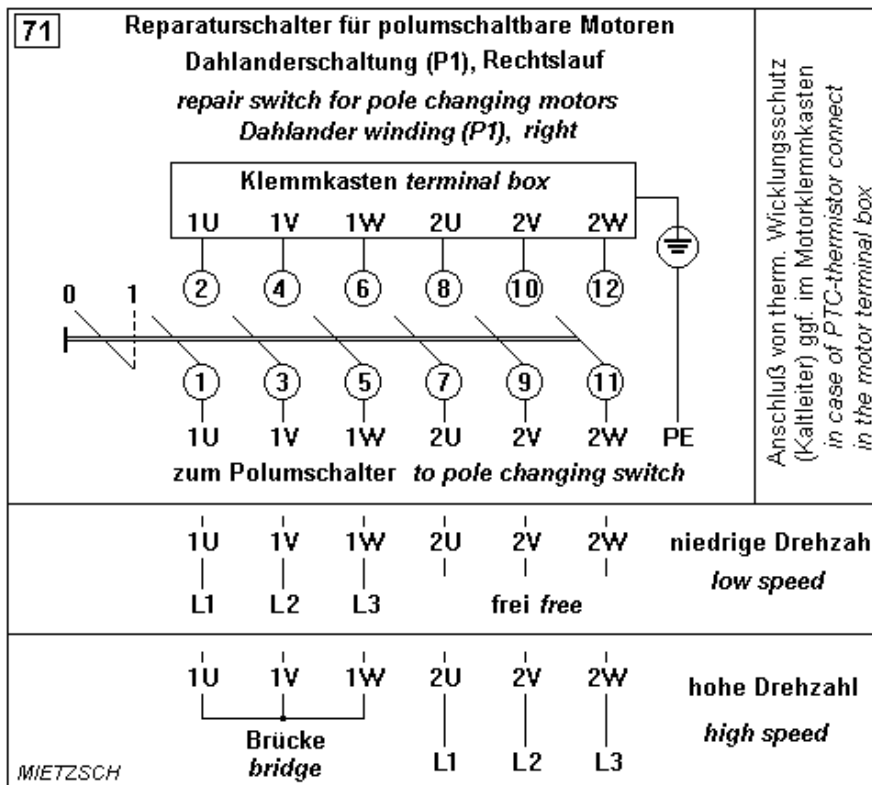 71
Reparaturschalter für polumschaltbare Motoren
Dahlanderschaltung (P1), Rechtslauf
repair switch for pole changing motors
Dahlander winding (P1), right
Klemmkasten terminal box
1U 1V 1W 2U 2V 2W
0 1
2 4 6 8 10 12
1 3 5 7 9 11
1U 1V 1W 2U 2V 2W PE
zum Polumschalter to pole changing switch
Anschluß von therm. Wicklungsschutz
(Kaltleiter) ggf. im Motorklemmkasten
in case of PTC-thermistor connect
in the motor terminal box
1U 1V 1W 2U 2V 2W niedrige Drehzah
low speed
L1 L2 L3 frei free
1U 1V 1W 2U 2V 2W
hohe Drehzahl
high speed
Brücke
bridge
L1 L2 L3
MIETZSCH